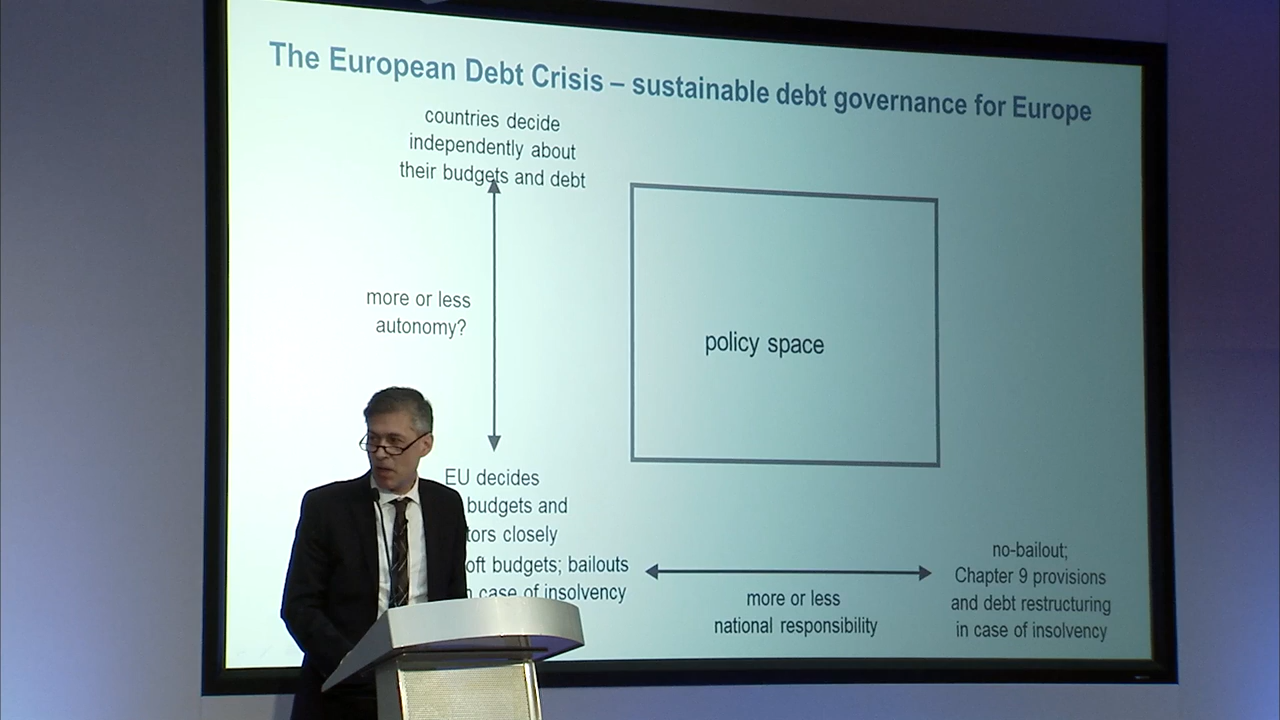 The European Debt Crisis – sustainable debt governance for Europe
countries decide
independently about
their budgets and debt
more or less
autonomy?
policy space
EU decides
budgets and
closely
budgets; bailouts
case of insolvency
more or less
national responsibility
no-bailout;
Chapter 9 provisions
and debt restructuring
in case of insolvency